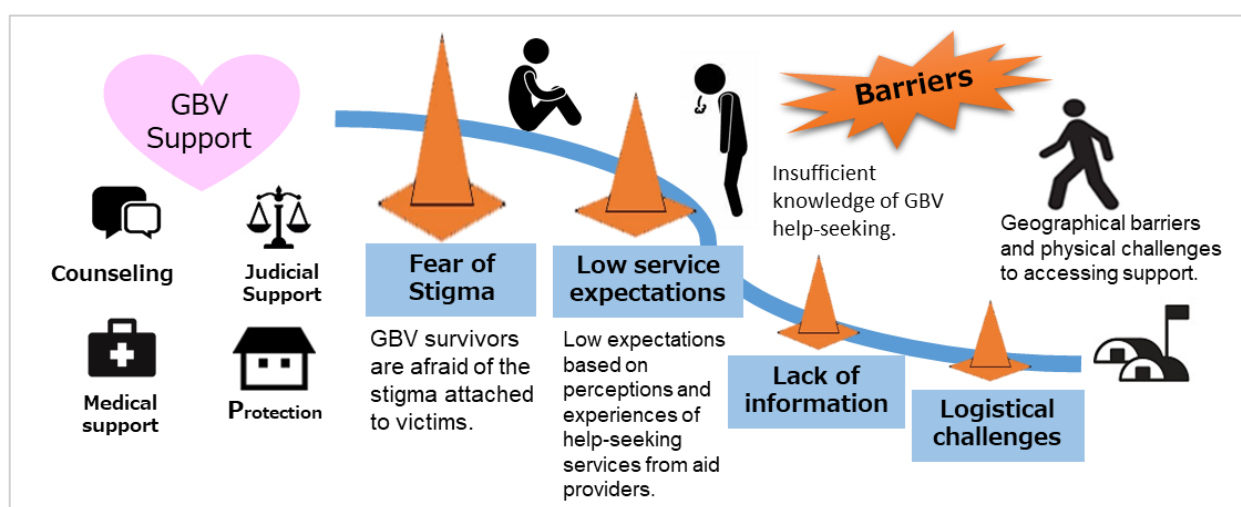 GBV
Support
Counseling
Judicial
Support
Medical
support
Protection
Fear of
Stigma
GBV survivors
are afraid of the
stigma attached
to victims.
Low service
expectations
Low expectations
based on
perceptions and
experiences of
help-seeking
services from aid
providers.
Barriers
Insufficient
knowledge of GBV
help-seeking.
Lack of
information
Geographical barriers
and physical challenges
to accessing support.
Logistical
challenges